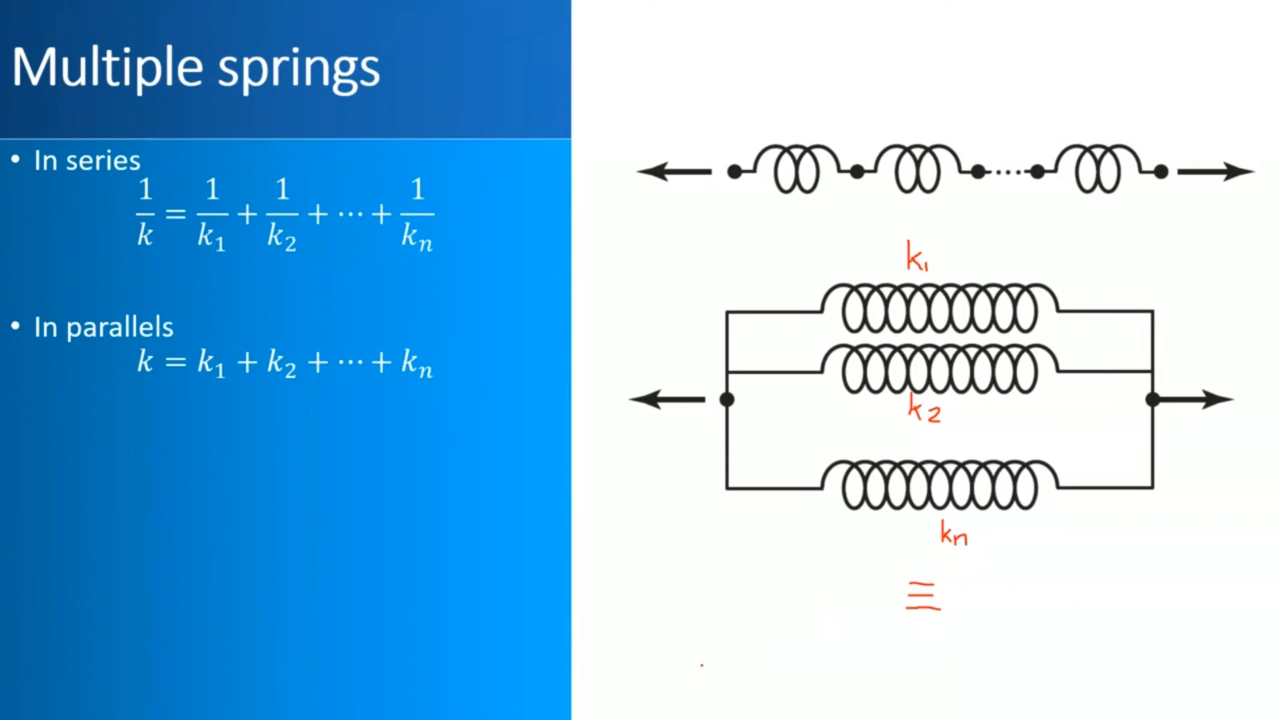 Multiple springs
• In series
1/k = 1/k₁ + 1/k₂ + ⋯ + 1/kₙ
• In parallels
k = k₁ + k₂ + ⋯ + kₙ
k₁
k₂
kₙ
≡